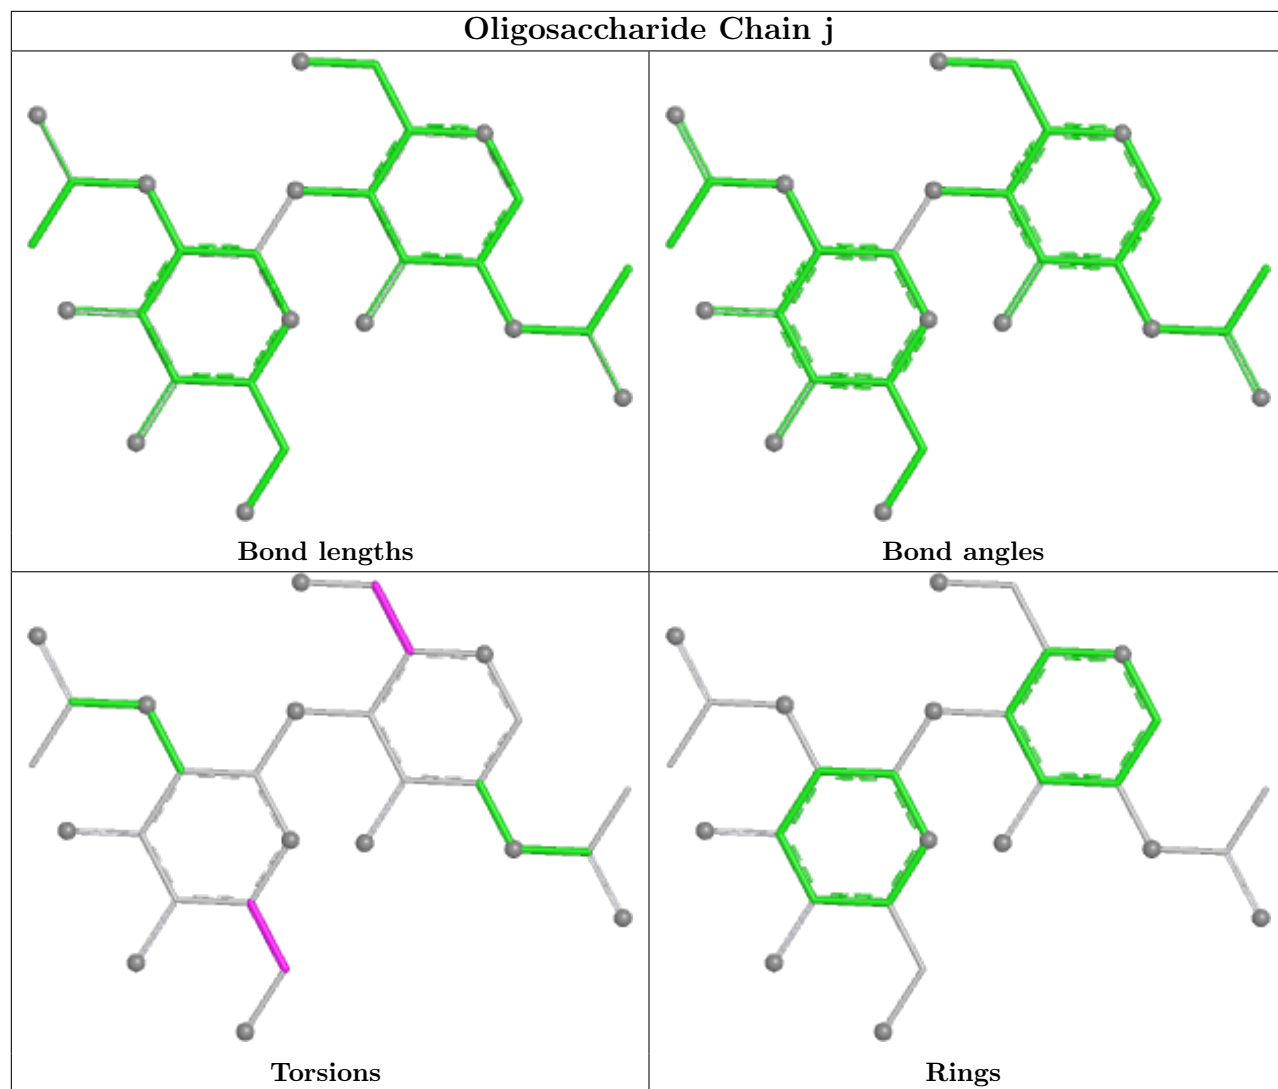 Oligosaccharide Chain j
Bond lengths
Bond angles
Torsions
Rings